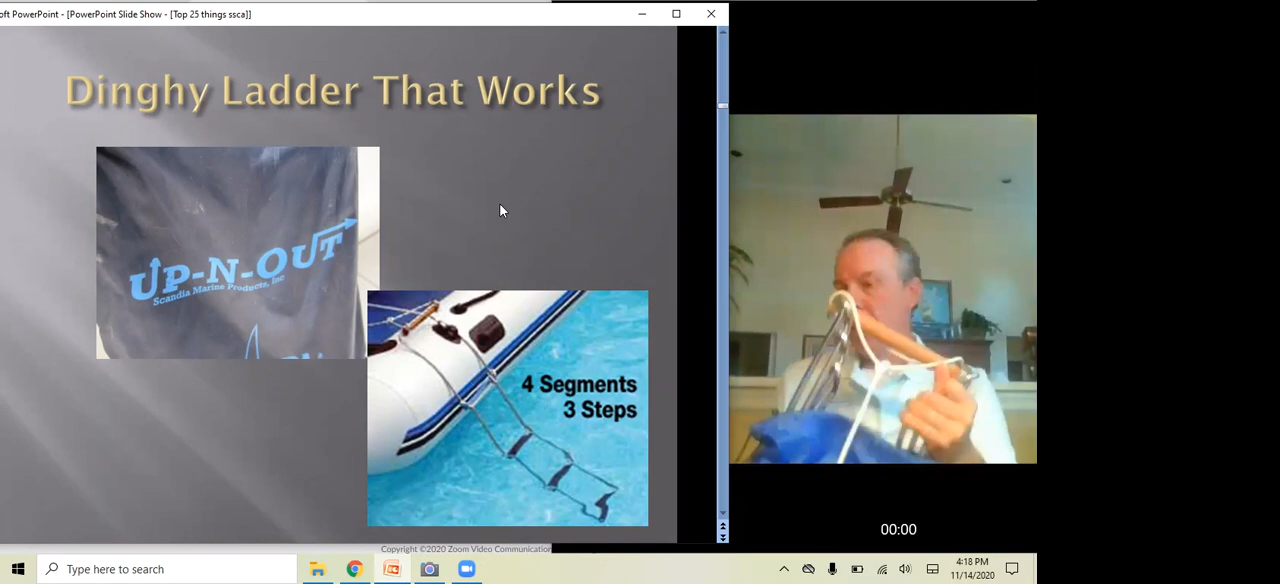 oft PowerPoint - [PowerPoint Slide Show - [Top 25 things ssca]]
Dinghy Ladder That Works
UP-N-OUT
Scandia Marine Products, Inc
4 Segments
3 Steps
00:00
Copyright ©2020 Zoom Video Communication
Type here to search
4:18 PM
11/14/2020